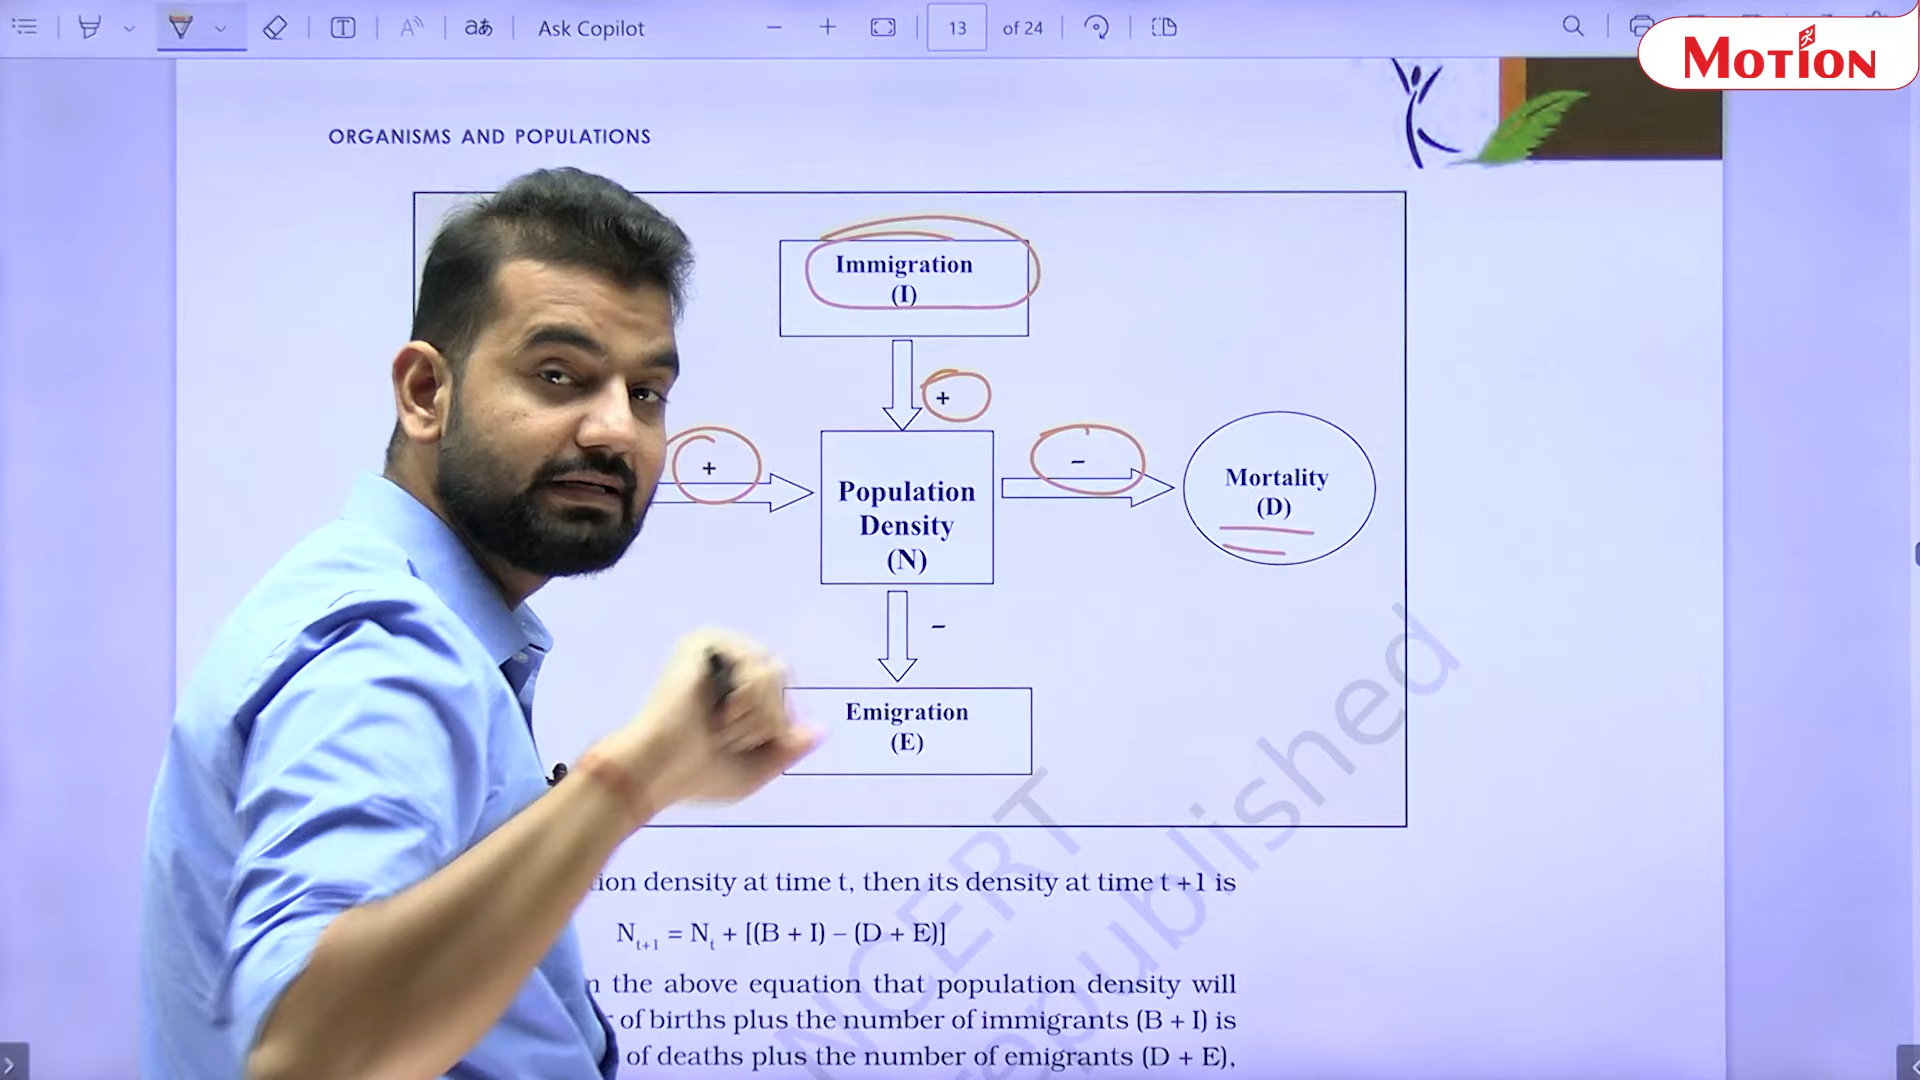 Ask Copilot
13 of 24
MOTION
ORGANISMS AND POPULATIONS
Immigration
(I)
+
+
–
Mortality
(D)
Population
Density
(N)
–
Emigration
(E)
density at time t, then its density at time t +1 is
Nt+1 = Nt + [(B + I) – (D + E)]
the above equation that population density will
of births plus the number of immigrants (B + I) is
of deaths plus the number of emigrants (D + E),
NCERT
republished